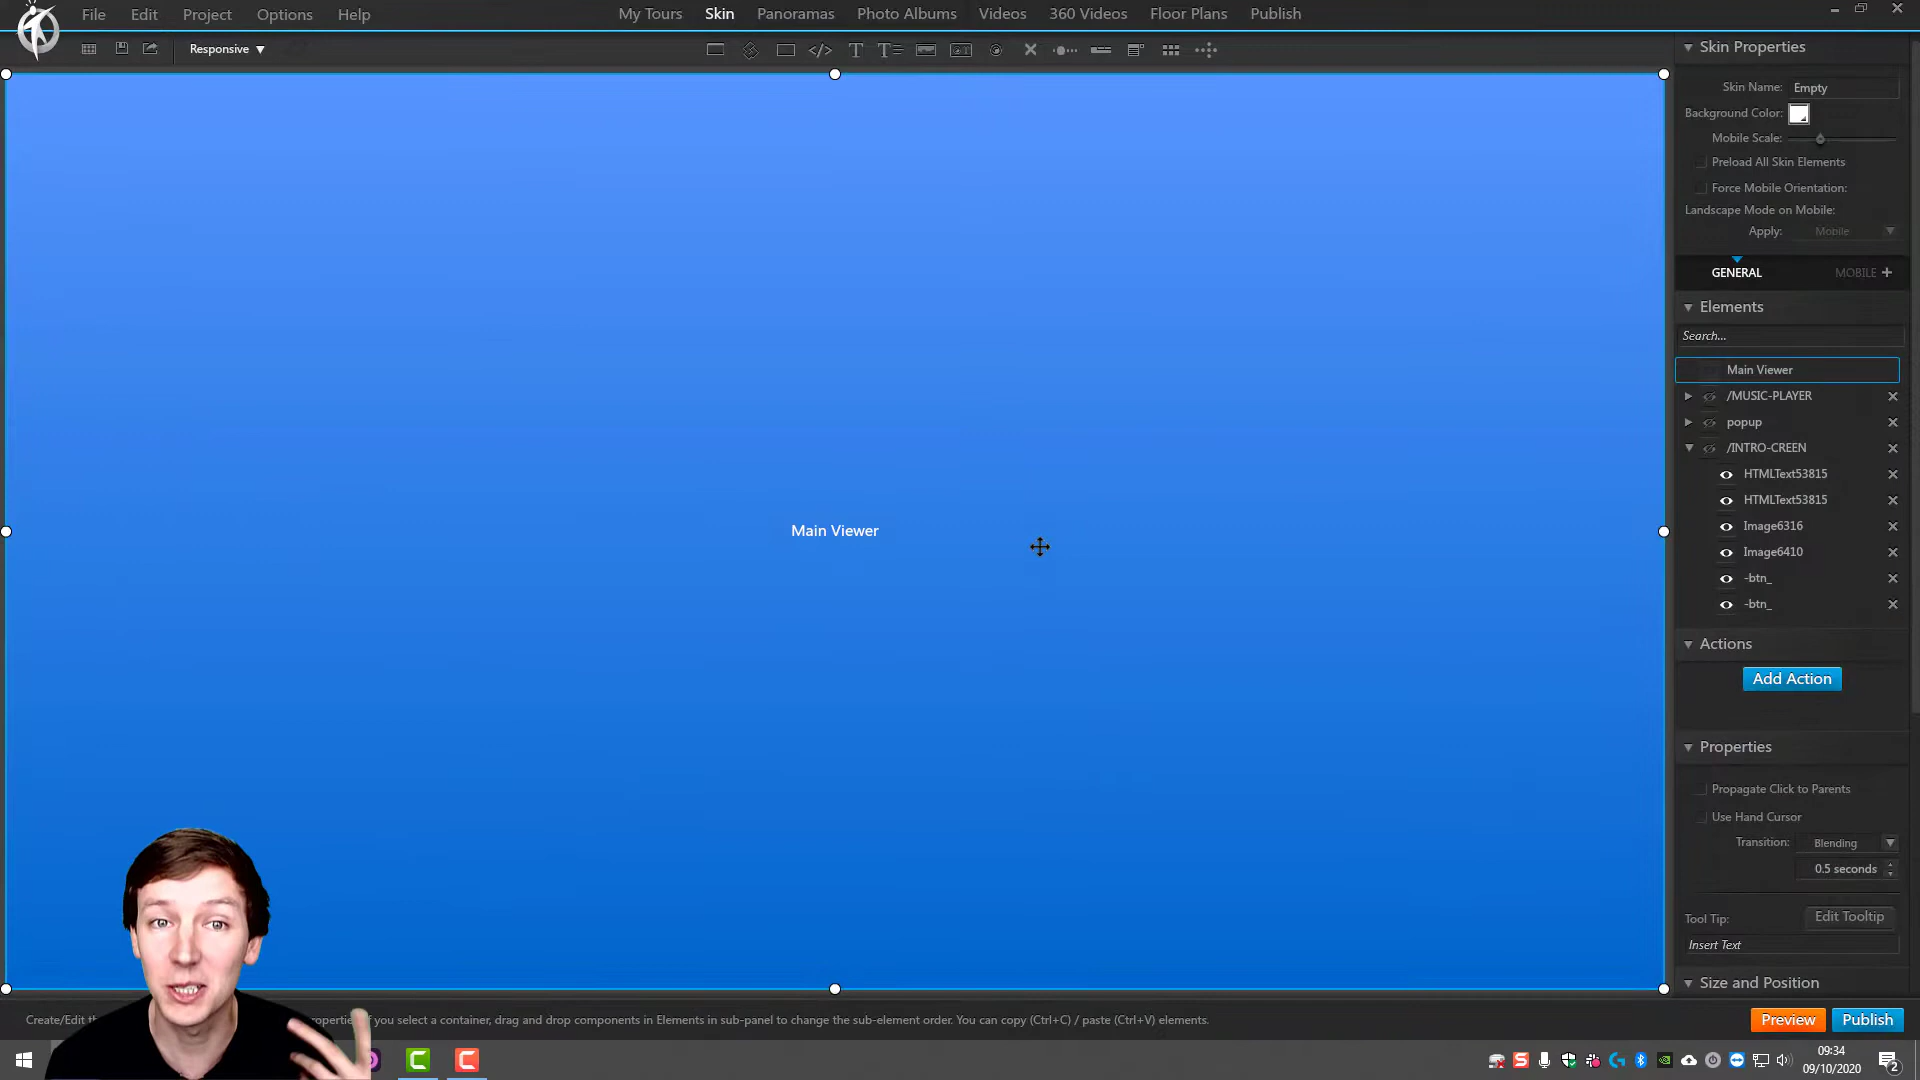 File Edit Project Options Help
My Tours Skin Panoramas Photo Albums Videos 360 Videos Floor Plans Publish
Responsive
Skin Properties
Skin Name: Empty
Background Color:
Mobile Scale:
Preload All Skin Elements
Force Mobile Orientation:
Landscape Mode on Mobile:
Apply: Mobile
GENERAL MOBILE +
Elements
Search...
Main Viewer
/MUSIC-PLAYER
popup
/INTRO-CREEN
HTMLText53815
HTMLText53815
Image6316
Image6410
-btn_
-btn_
Main Viewer
Actions
Add Action
Properties
Propagate Click to Parents
Use Hand Cursor
Transition: Blending
0.5 seconds
Tool Tip: Edit Tooltip
Insert Text
Size and Position
Create/Edit th
you select a container, drag and drop components in Elements in sub-panel to change the sub-element order. You can copy (Ctrl+C) / paste (Ctrl+V) elements.
Preview Publish
09:34
09/10/2020
2